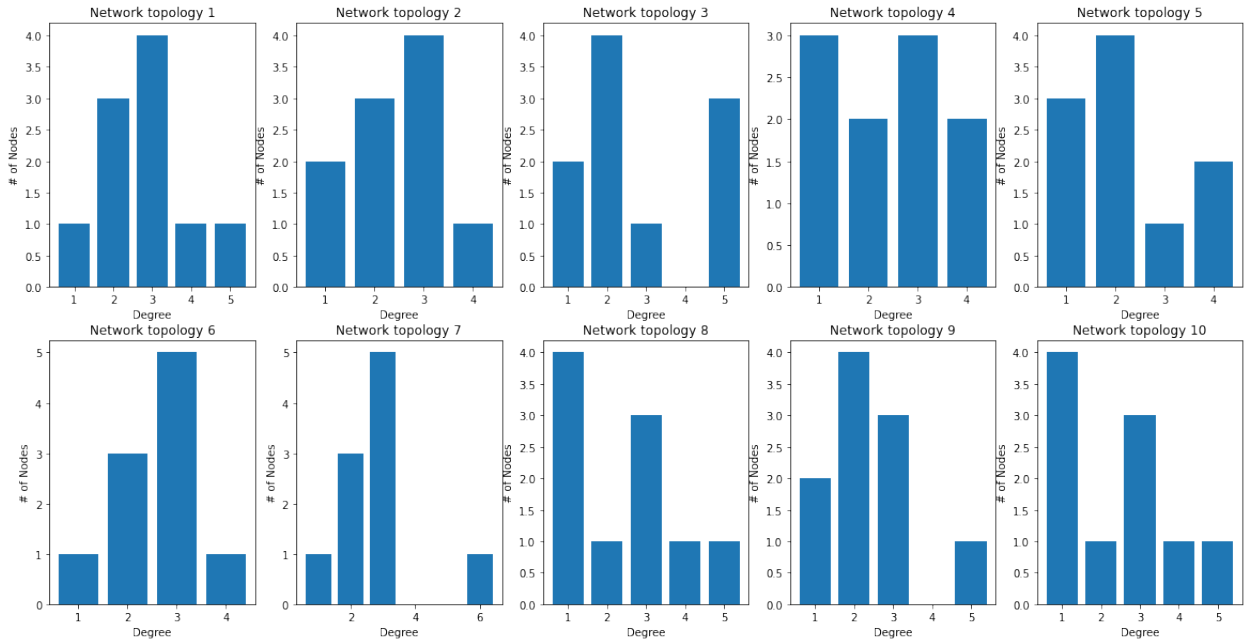 Network topology 1
4.0
3.5
3.0
2.5
2.0
1.5
1.0
0.5
0.0
# of Nodes
1 2 3 4 5
Degree
Network topology 2
4.0
3.5
3.0
2.5
2.0
1.5
1.0
0.5
0.0
# of Nodes
1 2 3 4
Degree
Network topology 3
4.0
3.5
3.0
2.5
2.0
1.5
1.0
0.5
0.0
# of Nodes
1 2 3 4 5
Degree
Network topology 4
3.0
2.5
2.0
1.5
1.0
0.5
0.0
# of Nodes
1 2 3 4
Degree
Network topology 5
4.0
3.5
3.0
2.5
2.0
1.5
1.0
0.5
0.0
# of Nodes
1 2 3 4
Degree
Network topology 6
5
4
3
2
1
0
# of Nodes
1 2 3 4
Degree
Network topology 7
5
4
3
2
1
0
# of Nodes
2 4 6
Degree
Network topology 8
4.0
3.5
3.0
2.5
2.0
1.5
1.0
0.5
0.0
# of Nodes
1 2 3 4 5
Degree
Network topology 9
4.0
3.5
3.0
2.5
2.0
1.5
1.0
0.5
0.0
# of Nodes
1 2 3 4 5
Degree
Network topology 10
4.0
3.5
3.0
2.5
2.0
1.5
1.0
0.5
0.0
# of Nodes
1 2 3 4 5
Degree